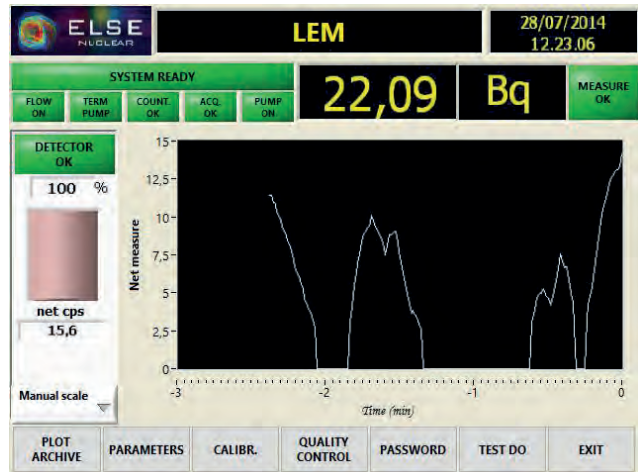 ELSE
NUCLEAR
LEM
28/07/2014
12.23.06
SYSTEM READY
FLOW
ON
TERM
PUMP
COUNT.
OK
ACQ.
OK
PUMP
ON
22,09
Bq
MEASURE
OK
DETECTOR
OK
100 %
net cps
15,6
Manual scale
Net measure
15
12,5
10
7,5
5
2,5
0
-3 -2 -1 0
Time (min)
PLOT
ARCHIVE
PARAMETERS
CALIBR.
QUALITY
CONTROL
PASSWORD
TEST DO
EXIT